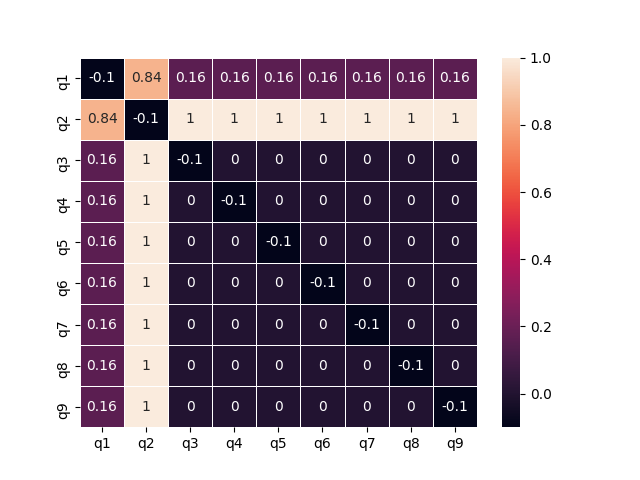 q1 -0.1 0.84 0.16 0.16 0.16 0.16 0.16 0.16 0.16
q2 0.84 -0.1 1 1 1 1 1 1 1
q3 0.16 1 -0.1 0 0 0 0 0 0
q4 0.16 1 0 -0.1 0 0 0 0 0
q5 0.16 1 0 0 -0.1 0 0 0 0
q6 0.16 1 0 0 0 -0.1 0 0 0
q7 0.16 1 0 0 0 0 -0.1 0 0
q8 0.16 1 0 0 0 0 0 -0.1 0
q9 0.16 1 0 0 0 0 0 0 -0.1
q1 q2 q3 q4 q5 q6 q7 q8 q9
1.0
0.8
0.6
0.4
0.2
0.0